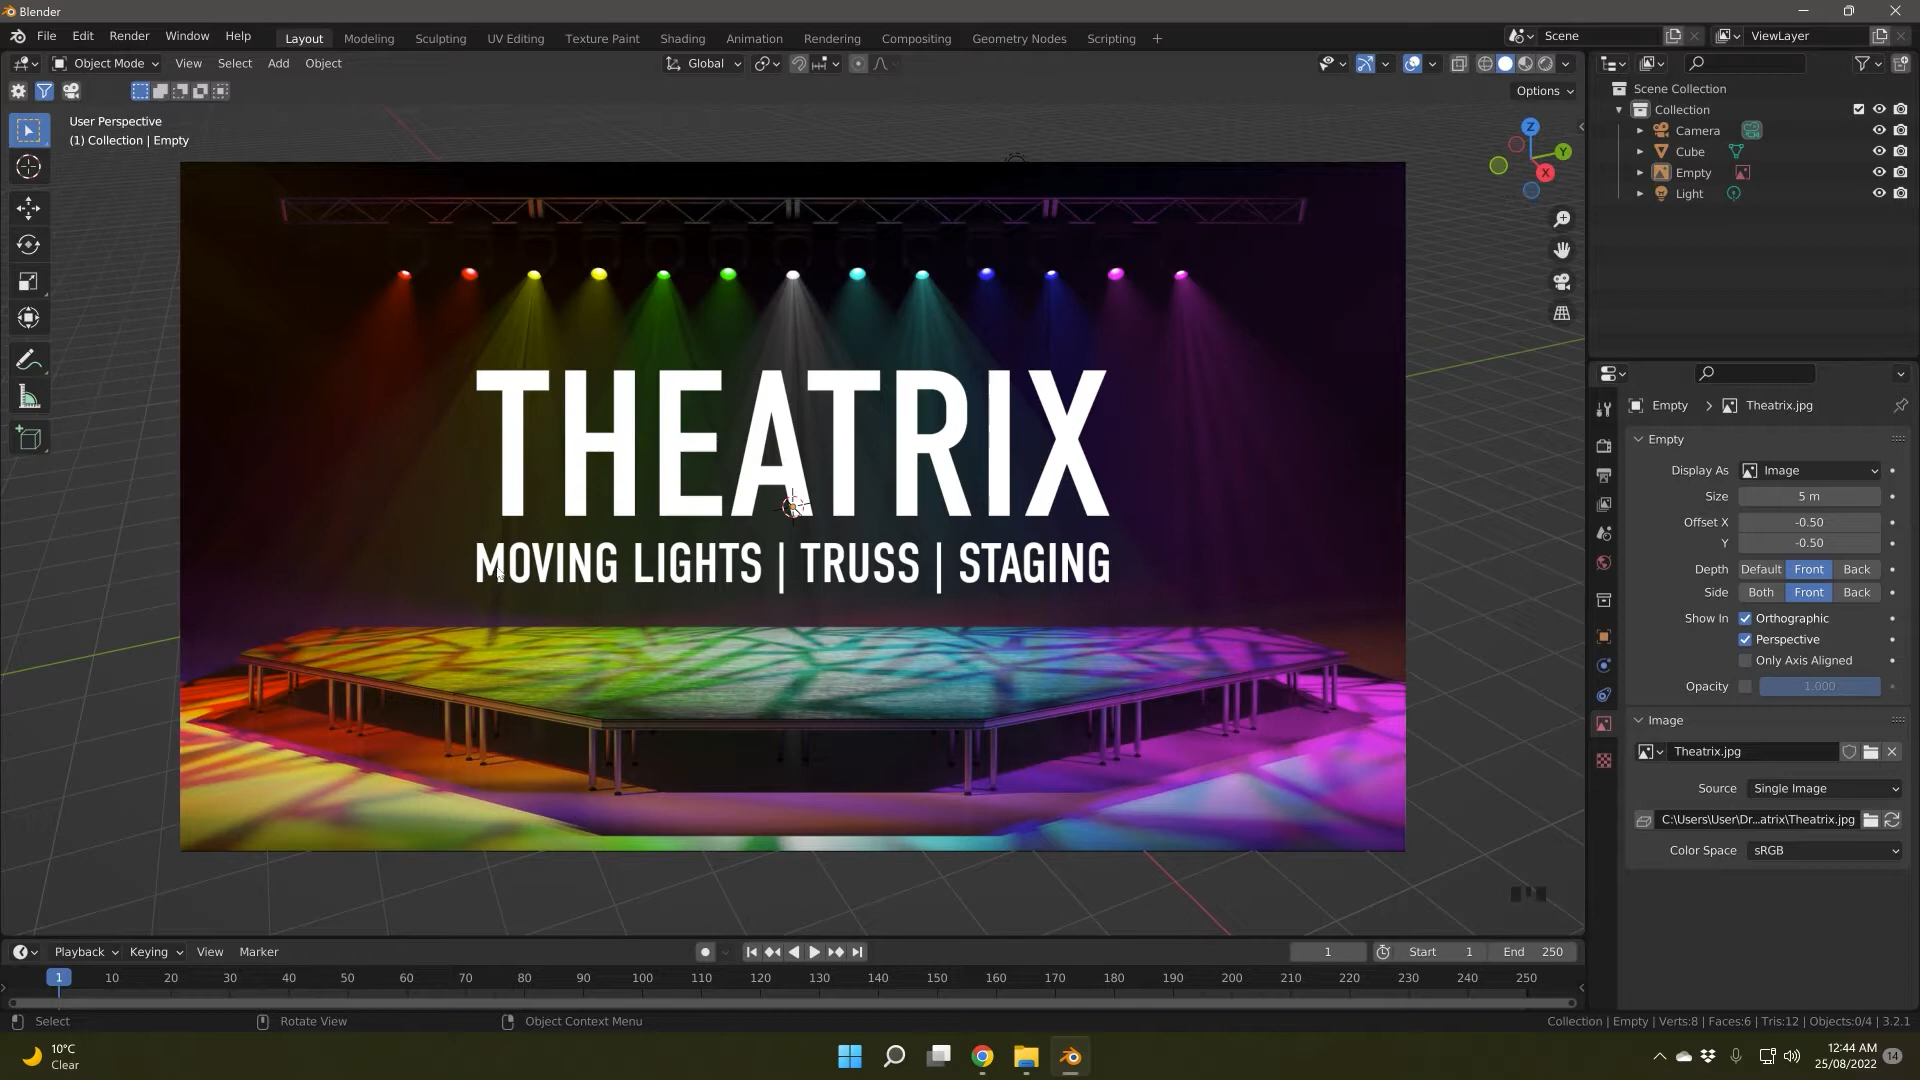 Blender
File Edit Render Window Help Layout Modeling Sculpting UV Editing Texture Paint Shading Animation Rendering Compositing Geometry Nodes Scripting + Scene ViewLayer
Object Mode View Select Add Object Global
Options
User Perspective
(1) Collection | Empty
Z
Y
X
THEATRIX
MOVING LIGHTS | TRUSS | STAGING
Scene Collection
Collection
Camera
Cube
Empty
Light
Empty > Theatrix.jpg
Empty
Display As Image
Size 5 m
Offset X -0.50
Y -0.50
Depth Default Front Back
Side Both Front Back
Show In Orthographic
Perspective
Only Axis Aligned
Opacity 1.000
Image
Theatrix.jpg
Source Single Image
C:\Users\User\Dr...atrix\Theatrix.jpg
Color Space sRGB
Playback Keying View Marker 1 Start 1 End 250
1 10 20 30 40 50 60 70 80 90 100 110 120 130 140 150 160 170 180 190 200 210 220 230 240 250
Select Rotate View Object Context Menu Collection | Empty | Verts:8 | Faces:6 | Tris:12 | Objects:0/4 | 3.2.1
10°C
Clear
12:44 AM
25/08/2022
14